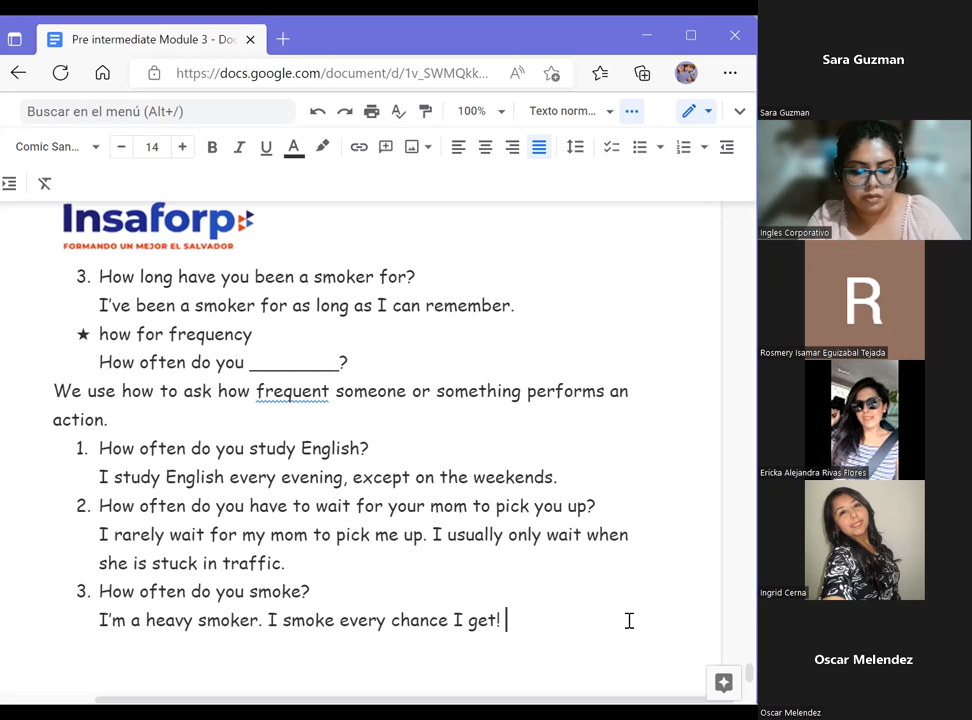 Pre intermediate Module 3 - Doc
https://docs.google.com/document/d/1v_SWMQkk...
Buscar en el menú (Alt+/)
100%
Texto norm...
Comic San...
14
Insaforp
FORMANDO UN MEJOR EL SALVADOR
3. How long have you been a smoker for?
I've been a smoker for as long as I can remember.
★ how for frequency
How often do you _________?
We use how to ask how frequent someone or something performs an
action.
1. How often do you study English?
I study English every evening, except on the weekends.
2. How often do you have to wait for your mom to pick you up?
I rarely wait for my mom to pick me up. I usually only wait when
she is stuck in traffic.
3. How often do you smoke?
I'm a heavy smoker. I smoke every chance I get!
Sara Guzman
Sara Guzman
Ingles Corporativo
R
Rosmery Isamar Eguizabal Tejada
Ericka Alejandra Rivas Flores
Ingrid Cerna
Oscar Melendez
Oscar Melendez